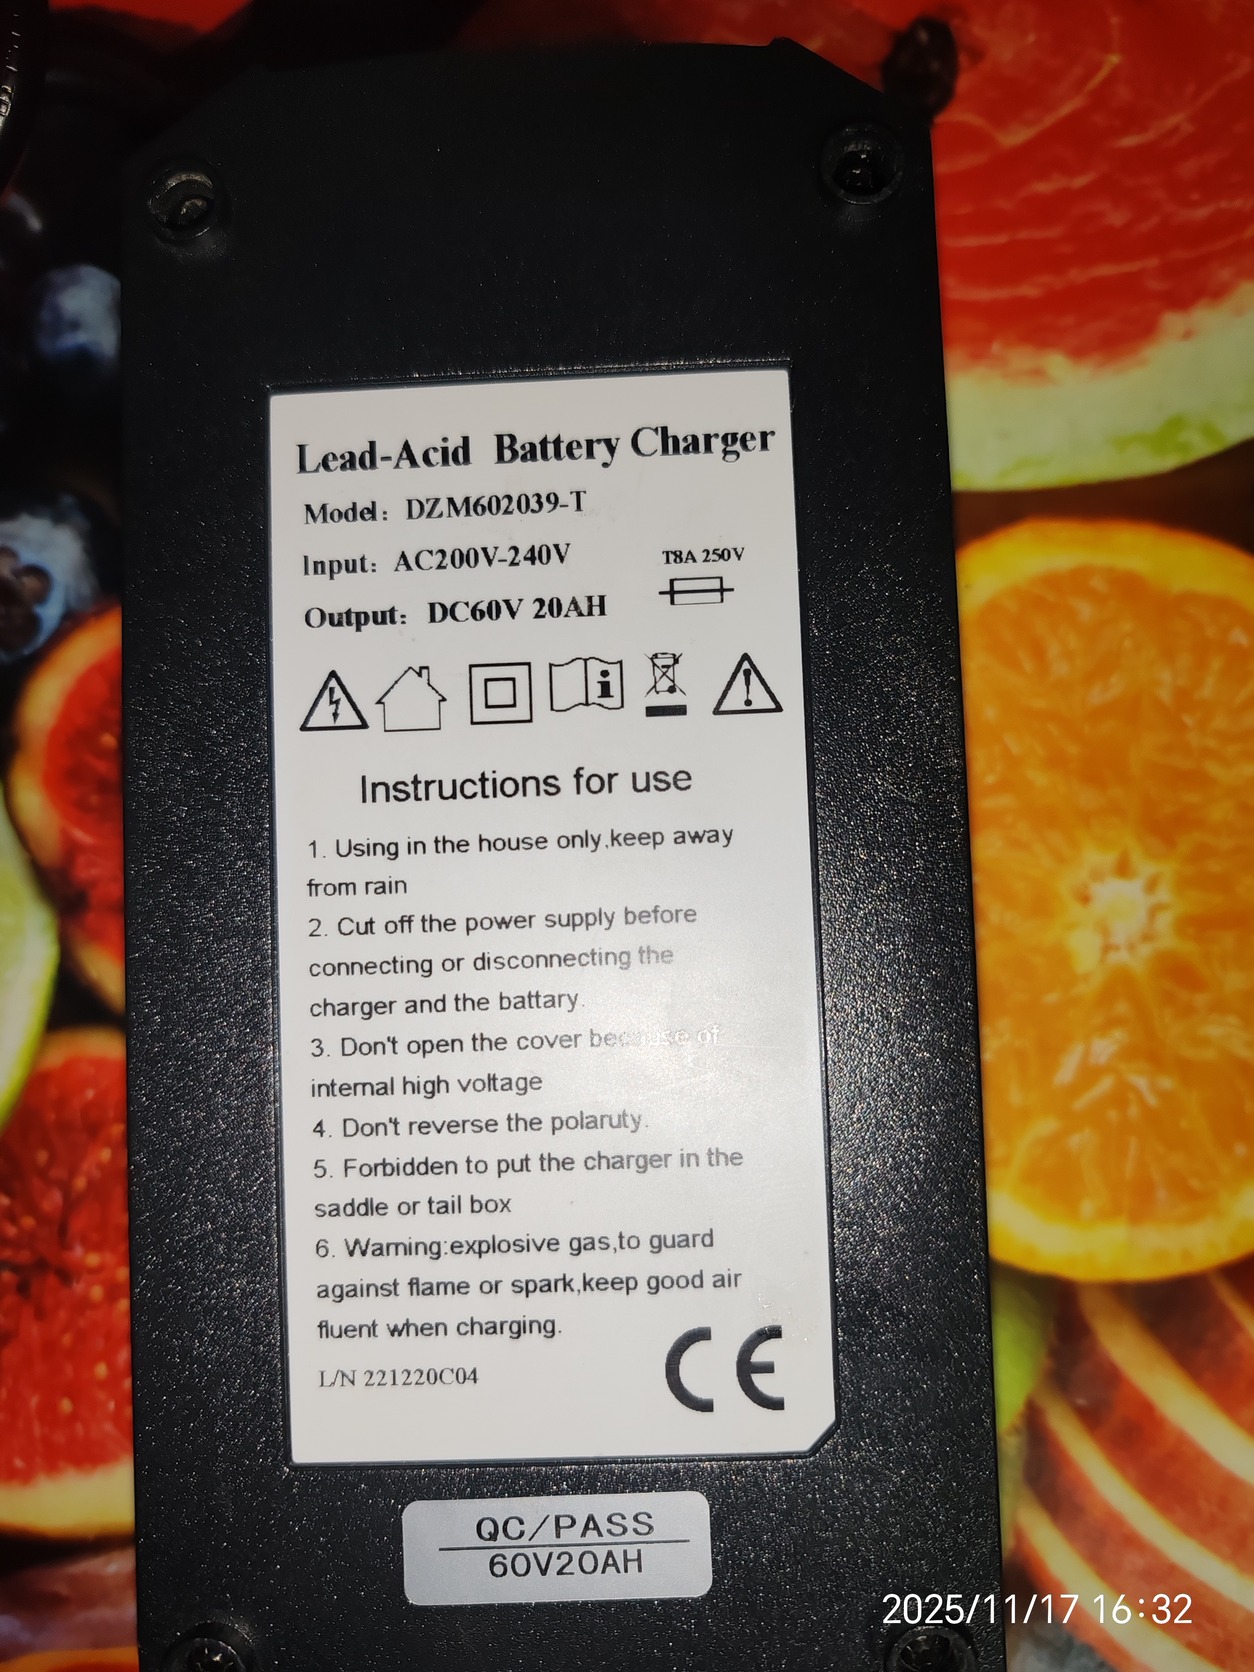 Lead-Acid Battery Charger
Model: DZM602039-T
Input: AC200V-240V
T8A 250V
Output: DC60V 20AH
Instructions for use
1. Using in the house only,keep away
from rain
2. Cut off the power supply before
connecting or disconnecting the
charger and the battary.
3. Don't open the cover because of
internal high voltage
4. Don't reverse the polaruty.
5. Forbidden to put the charger in the
saddle or tail box
6. Warning:explosive gas,to guard
against flame or spark,keep good air
fluent when charging.
L/N 221220C04
CE
QC/PASS
60V20AH
2025/11/17 16:32